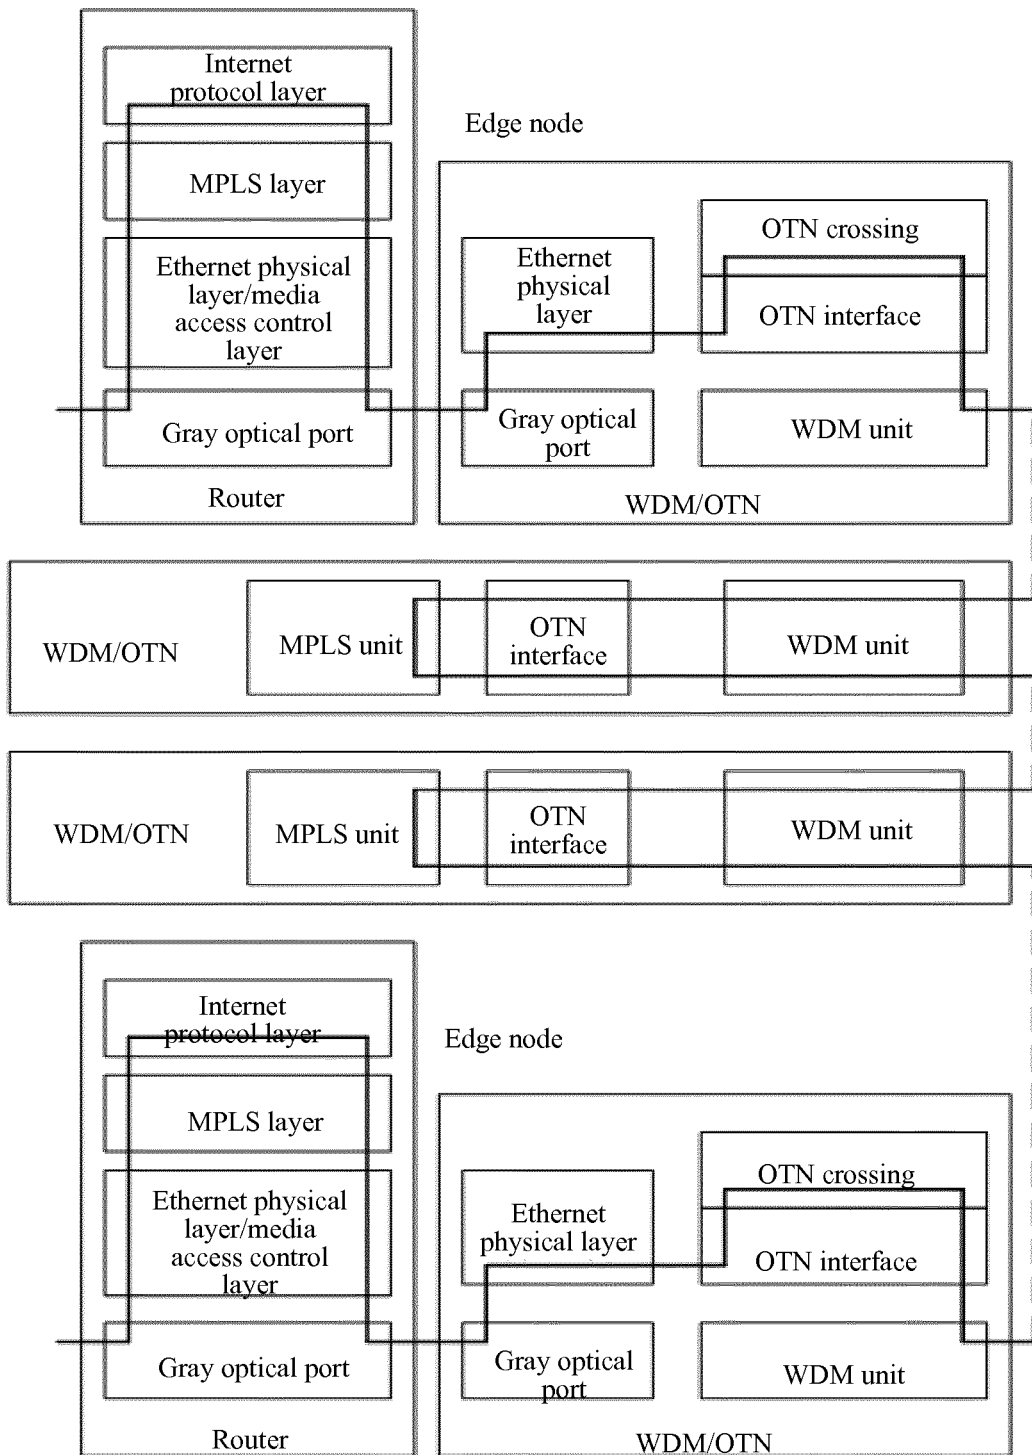 Internet
protocol layer
MPLS layer
Ethernet physical
layer/media
access control
layer
Gray optical port
Router
Edge node
Ethernet
physical
layer
OTN crossing
OTN interface
Gray optical
port
WDM unit
WDM/OTN
WDM/OTN
MPLS unit
OTN
interface
WDM unit
WDM/OTN
MPLS unit
OTN
interface
WDM unit
Internet
protocol layer
MPLS layer
Ethernet physical
layer/media
access control
layer
Gray optical port
Router
Edge node
Ethernet
physical layer
OTN crossing
OTN interface
Gray optical
port
WDM unit
WDM/OTN